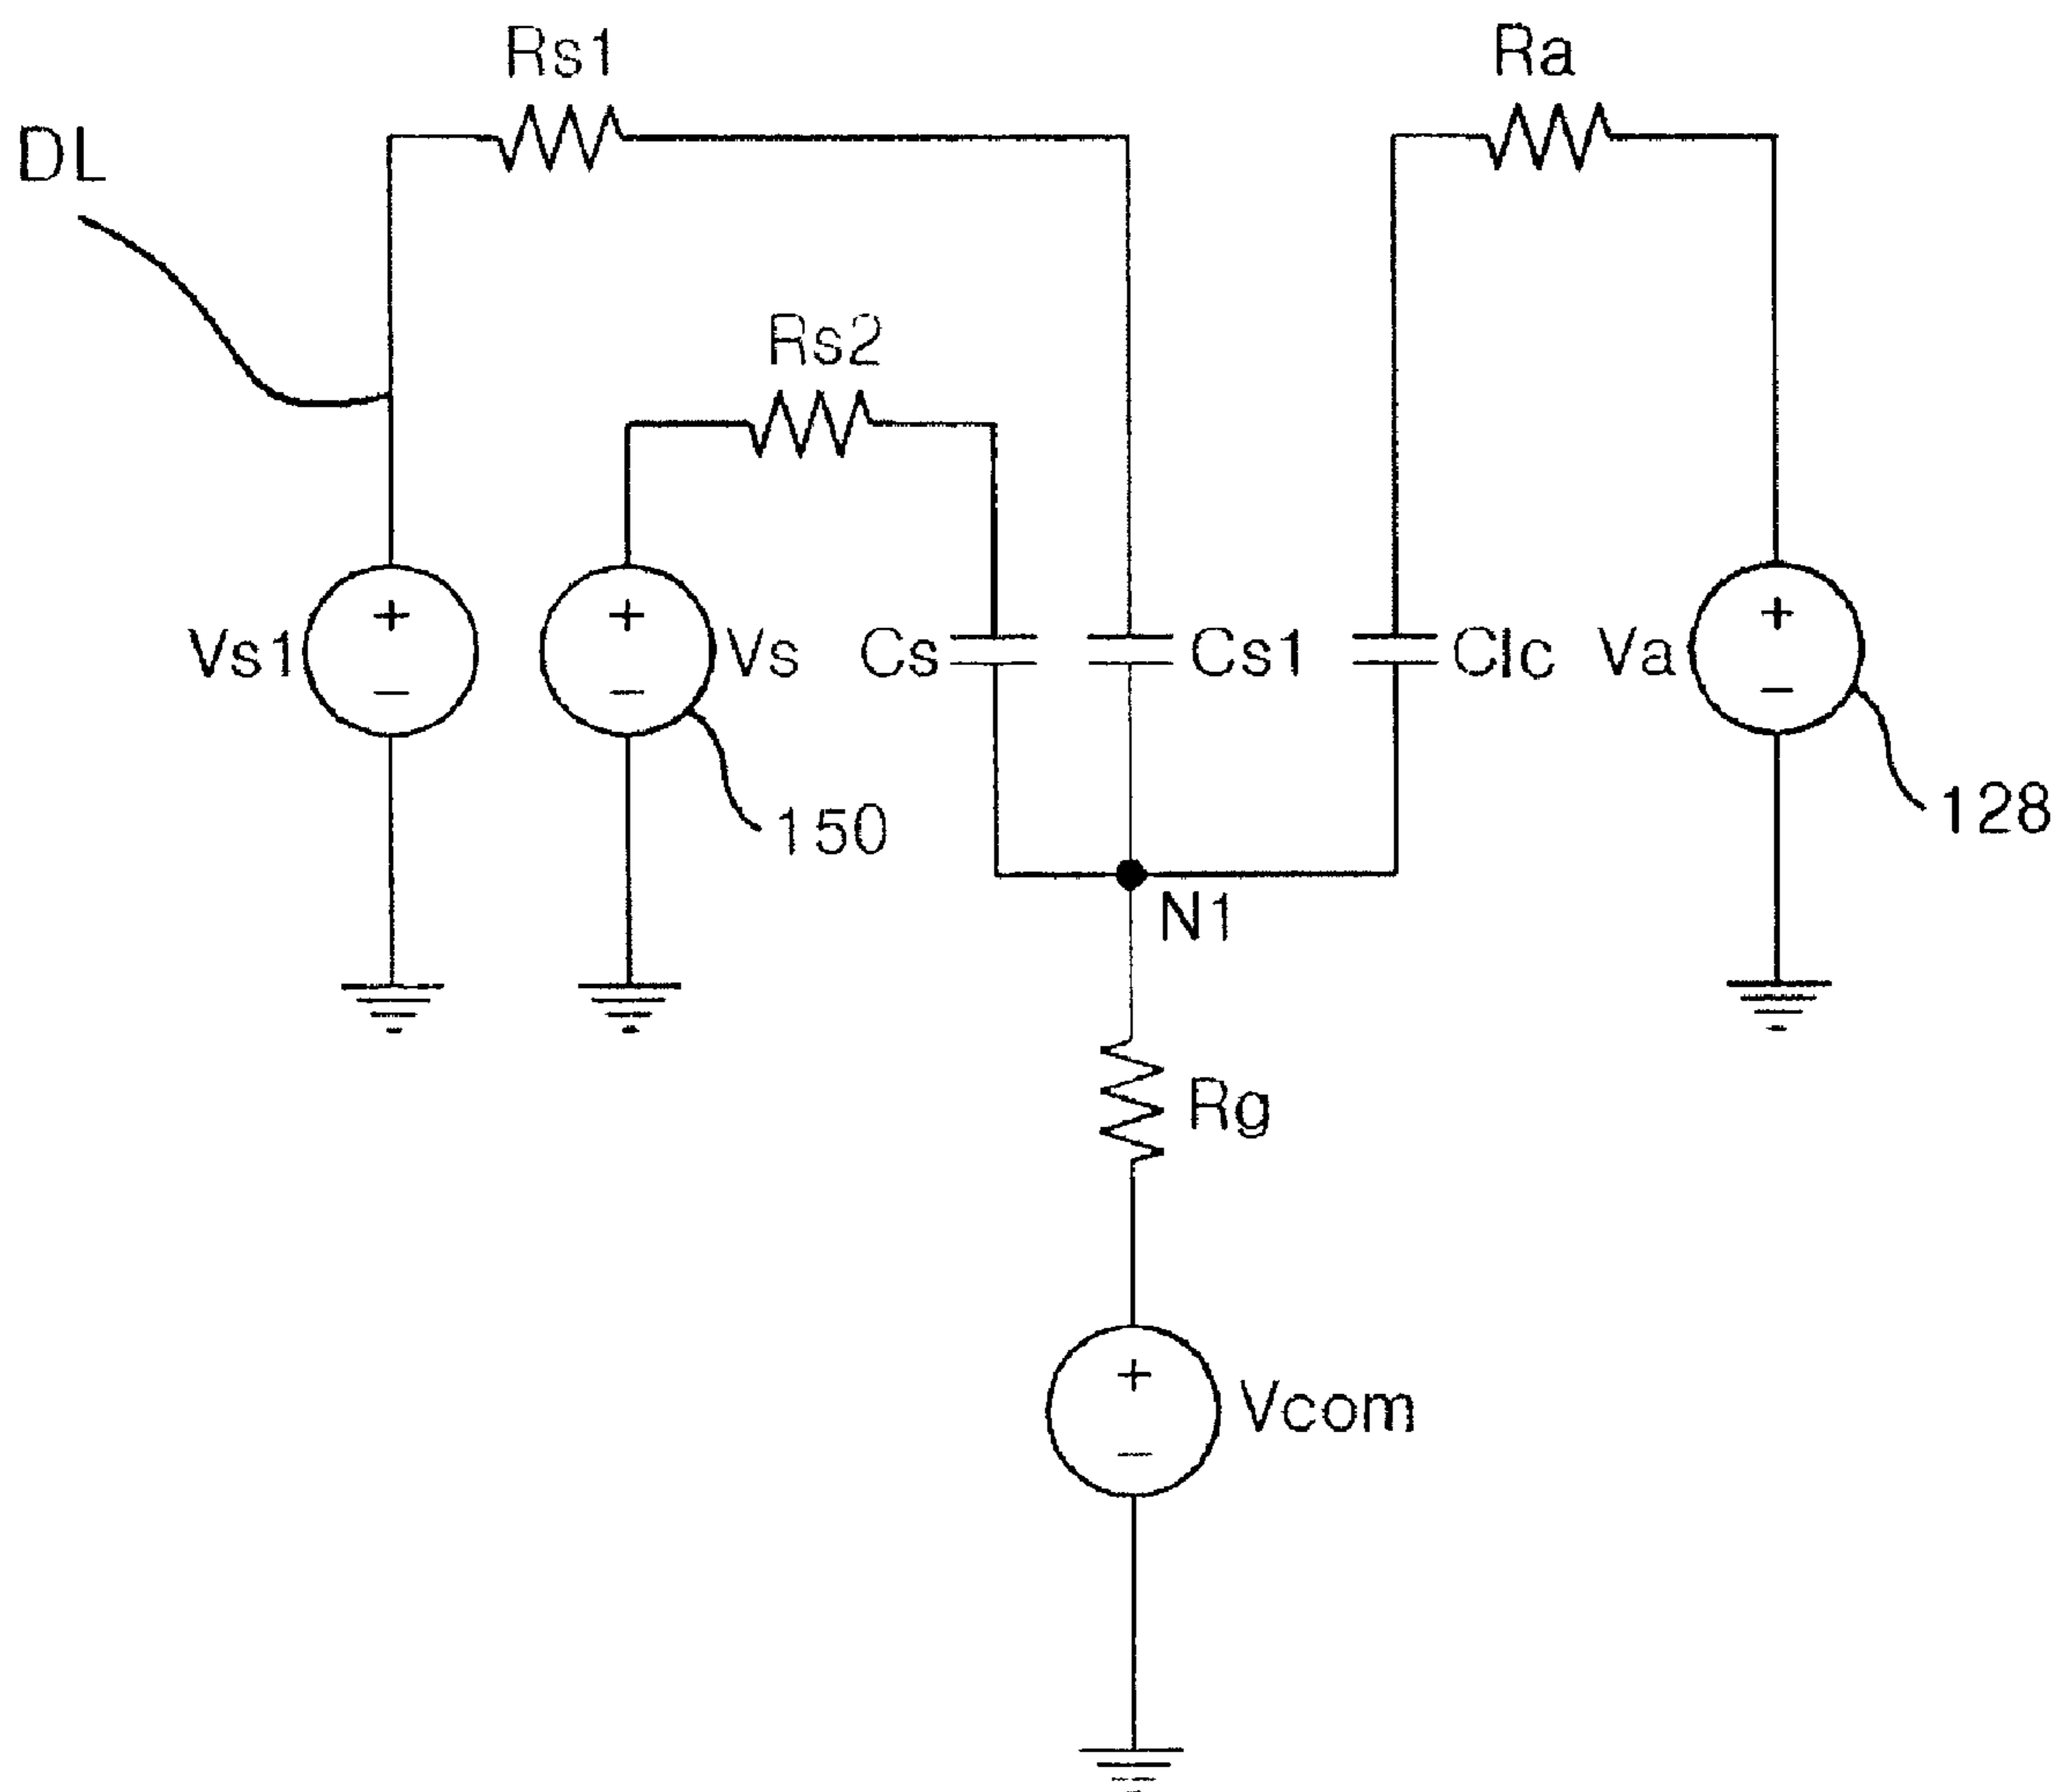 Rs1
Ra
DL
Rs2
Vs1
+
−
+
−
Vs
Cs
Cs1
Clc
Va
+
−
150
128
N1
Rg
+
−
Vcom